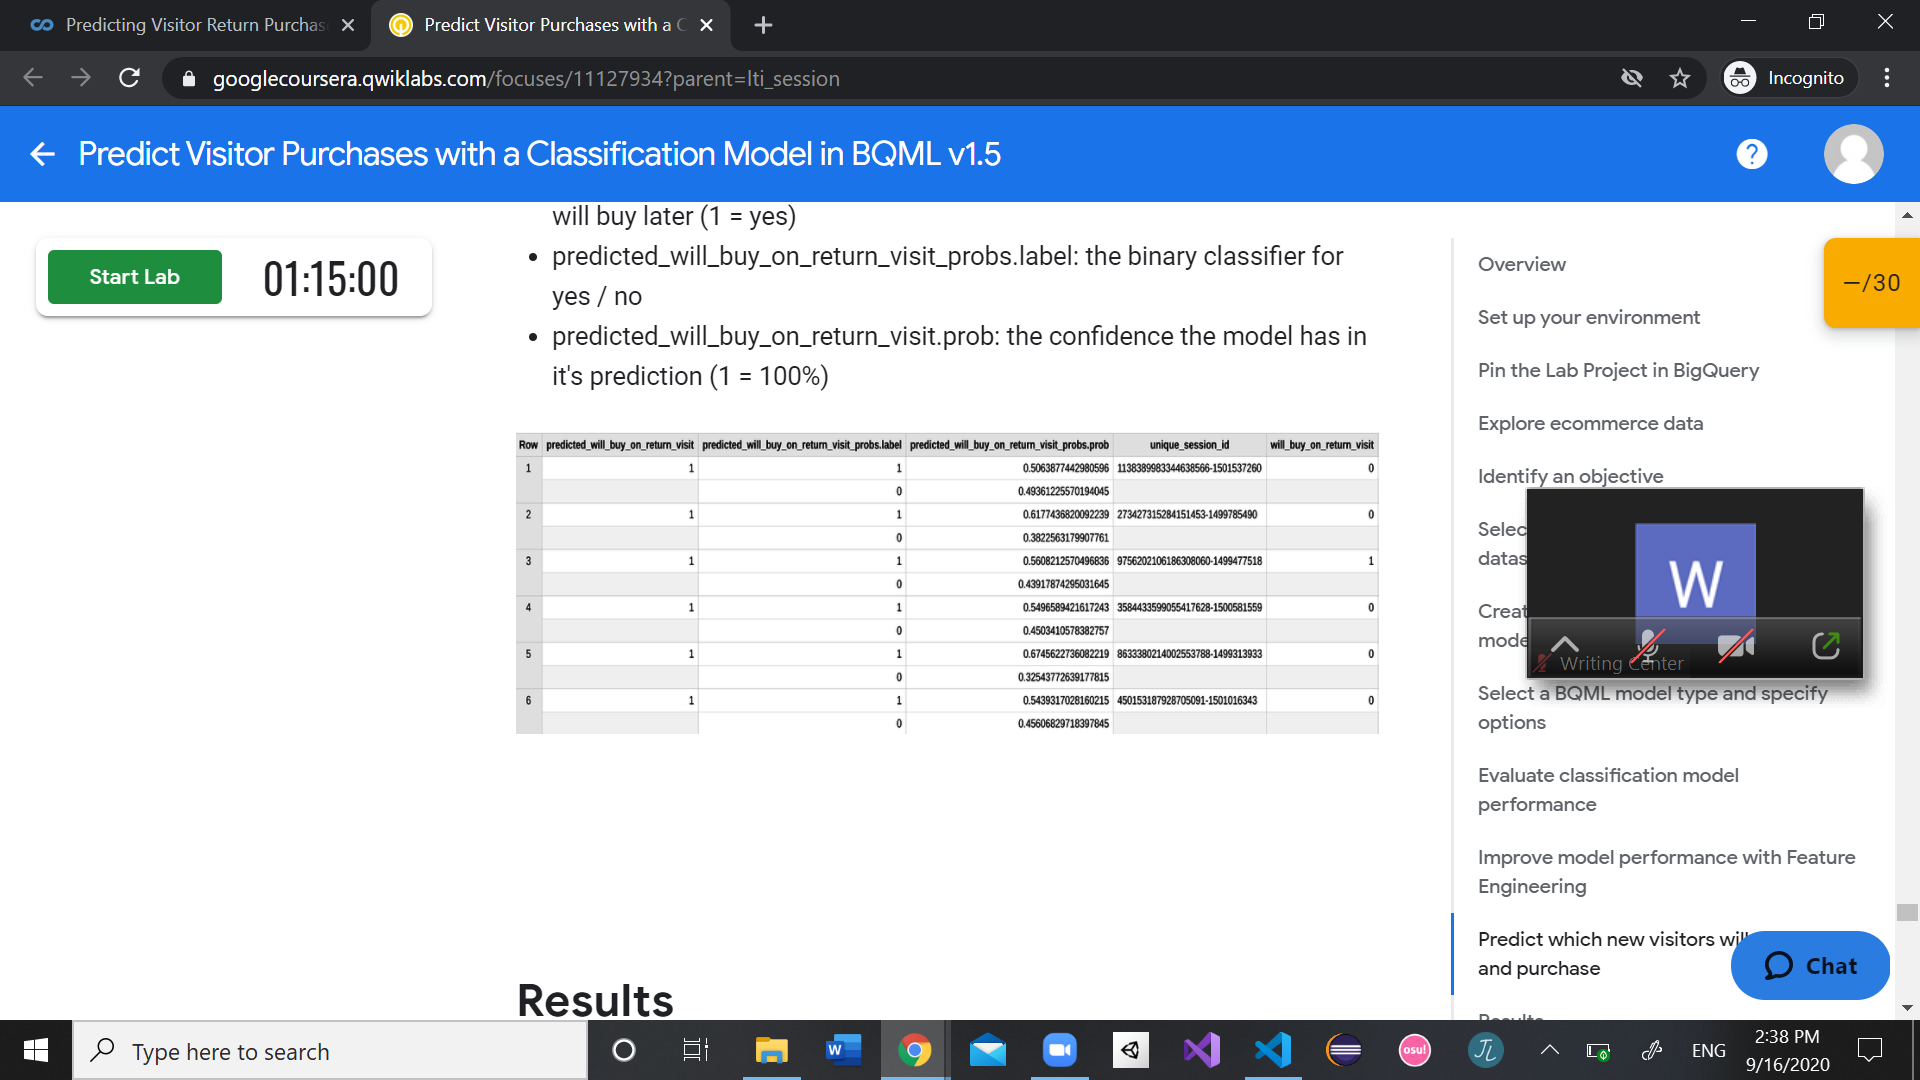 Predicting Visitor Return Purchas
Predict Visitor Purchases with a C
googlecoursera.qwiklabs.com/focuses/11127934?parent=lti_session
Incognito
Predict Visitor Purchases with a Classification Model in BQML v1.5
?
Start Lab
01:15:00
will buy later (1 = yes)
predicted_will_buy_on_return_visit_probs.label: the binary classifier for
yes / no
predicted_will_buy_on_return_visit.prob: the confidence the model has in
it's prediction (1 = 100%)
Row predicted_will_buy_on_return_visit predicted_will_buy_on_return_visit_probs.label predicted_will_buy_on_return_visit_probs.prob unique_session_id will_buy_on_return_visit
1 1 1 0.5063877442980596 1138389983344638566-1501537260 0
0 0.49361225570194045
2 1 1 0.6177436820092239 273427315284151453-1499785490 0
0 0.3822563179907761
3 1 1 0.5608212570496836 9756202106186308060-1499477518 1
0 0.43917874295031645
4 1 1 0.5496589421617243 3584433599055417628-1500581559 0
0 0.4503410578382757
5 1 1 0.6745622736082219 8633380214002553788-1499313933 0
0 0.32543772639177815
6 1 1 0.5439317028160215 450153187928705091-1501016343 0
0 0.45606829718397845
Results
Overview
Set up your environment
Pin the Lab Project in BigQuery
Explore ecommerce data
Identify an objective
Selec
datas
Creat
mode
Select a BQML model type and specify
options
Evaluate classification model
performance
Improve model performance with Feature
Engineering
Predict which new visitors will
and purchase
Results
–/30
W
Writing Center
Chat
Type here to search
W
osu!
JL
ENG
2:38 PM
9/16/2020